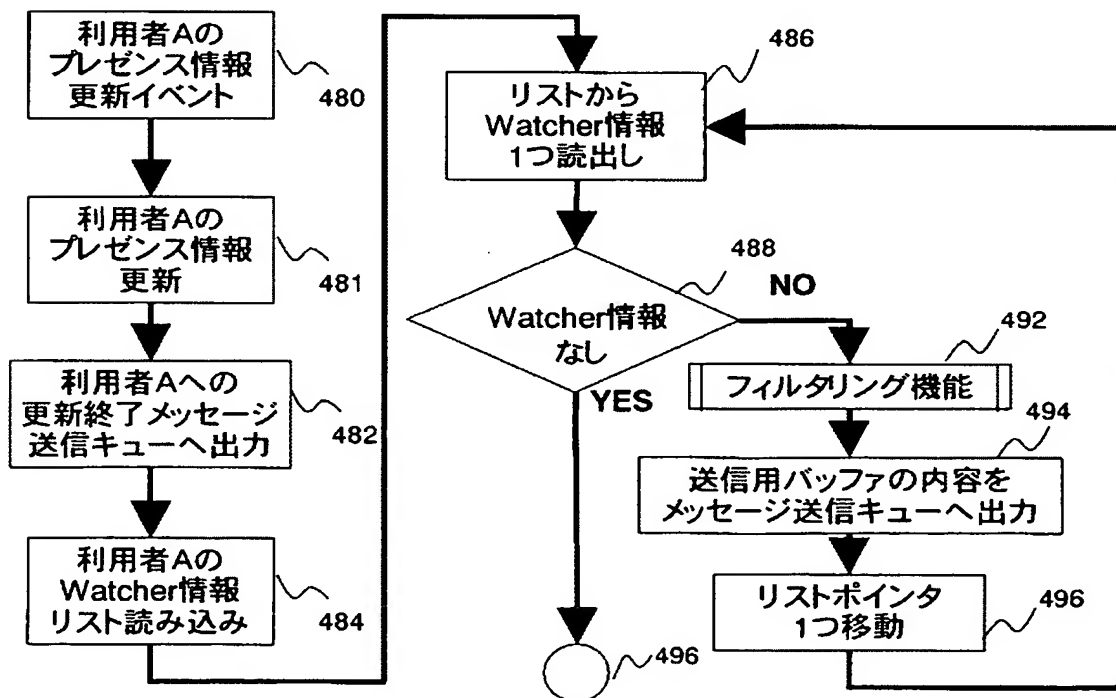 利用者Aの
プレゼンス情報
更新イベント
480
利用者Aの
プレゼンス情報
更新
481
利用者Aへの
更新終了メッセージ
送信キューへ出力
482
利用者Aの
Watcher情報
リスト読み込み
484
リストから
Watcher情報
1つ読出し
486
Watcher情報
なし
488
NO
YES
496
フィルタリング機能
492
送信用バッファの内容を
メッセージ送信キューへ出力
494
リストポインタ
1つ移動
496